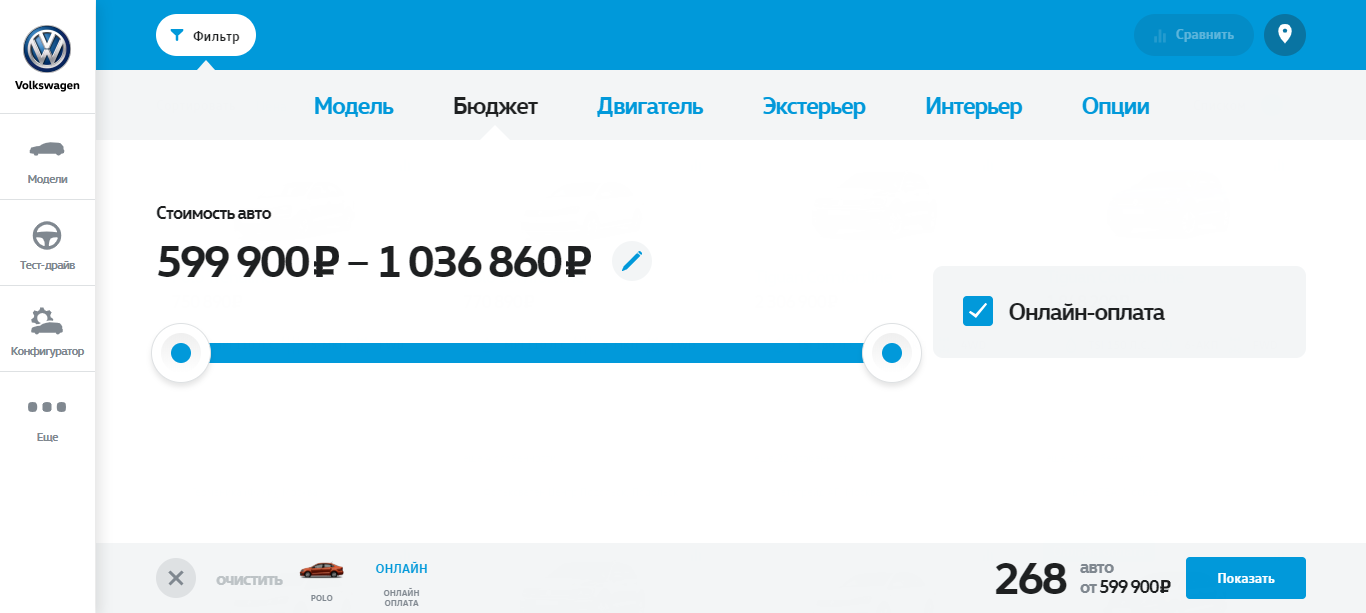 Volkswagen
Модели
Тест-драйв
Конфигуратор
Еще
Фильтр
Сравнить
Модель Бюджет Двигатель Экстерьер Интерьер Опции
Стоимость авто
599 900₽ – 1 036 860₽
Онлайн-оплата
ОЧИСТИТЬ
POLO
ОНЛАЙН
ОНЛАЙН
ОПЛАТА
268
авто
от 599 900₽
Показать